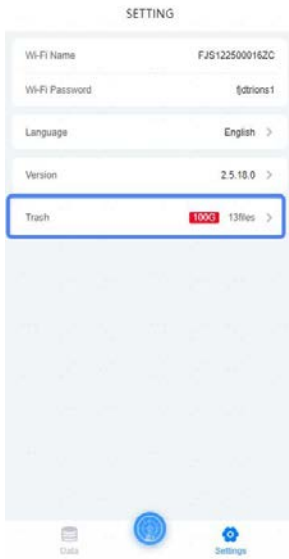 SETTING
Wi-Fi Name FJS122500016ZC
Wi-Fi Password fjdtrions1
Language English >
Version 2.5.18.0 >
Trash 100G 13files >
Data Settings